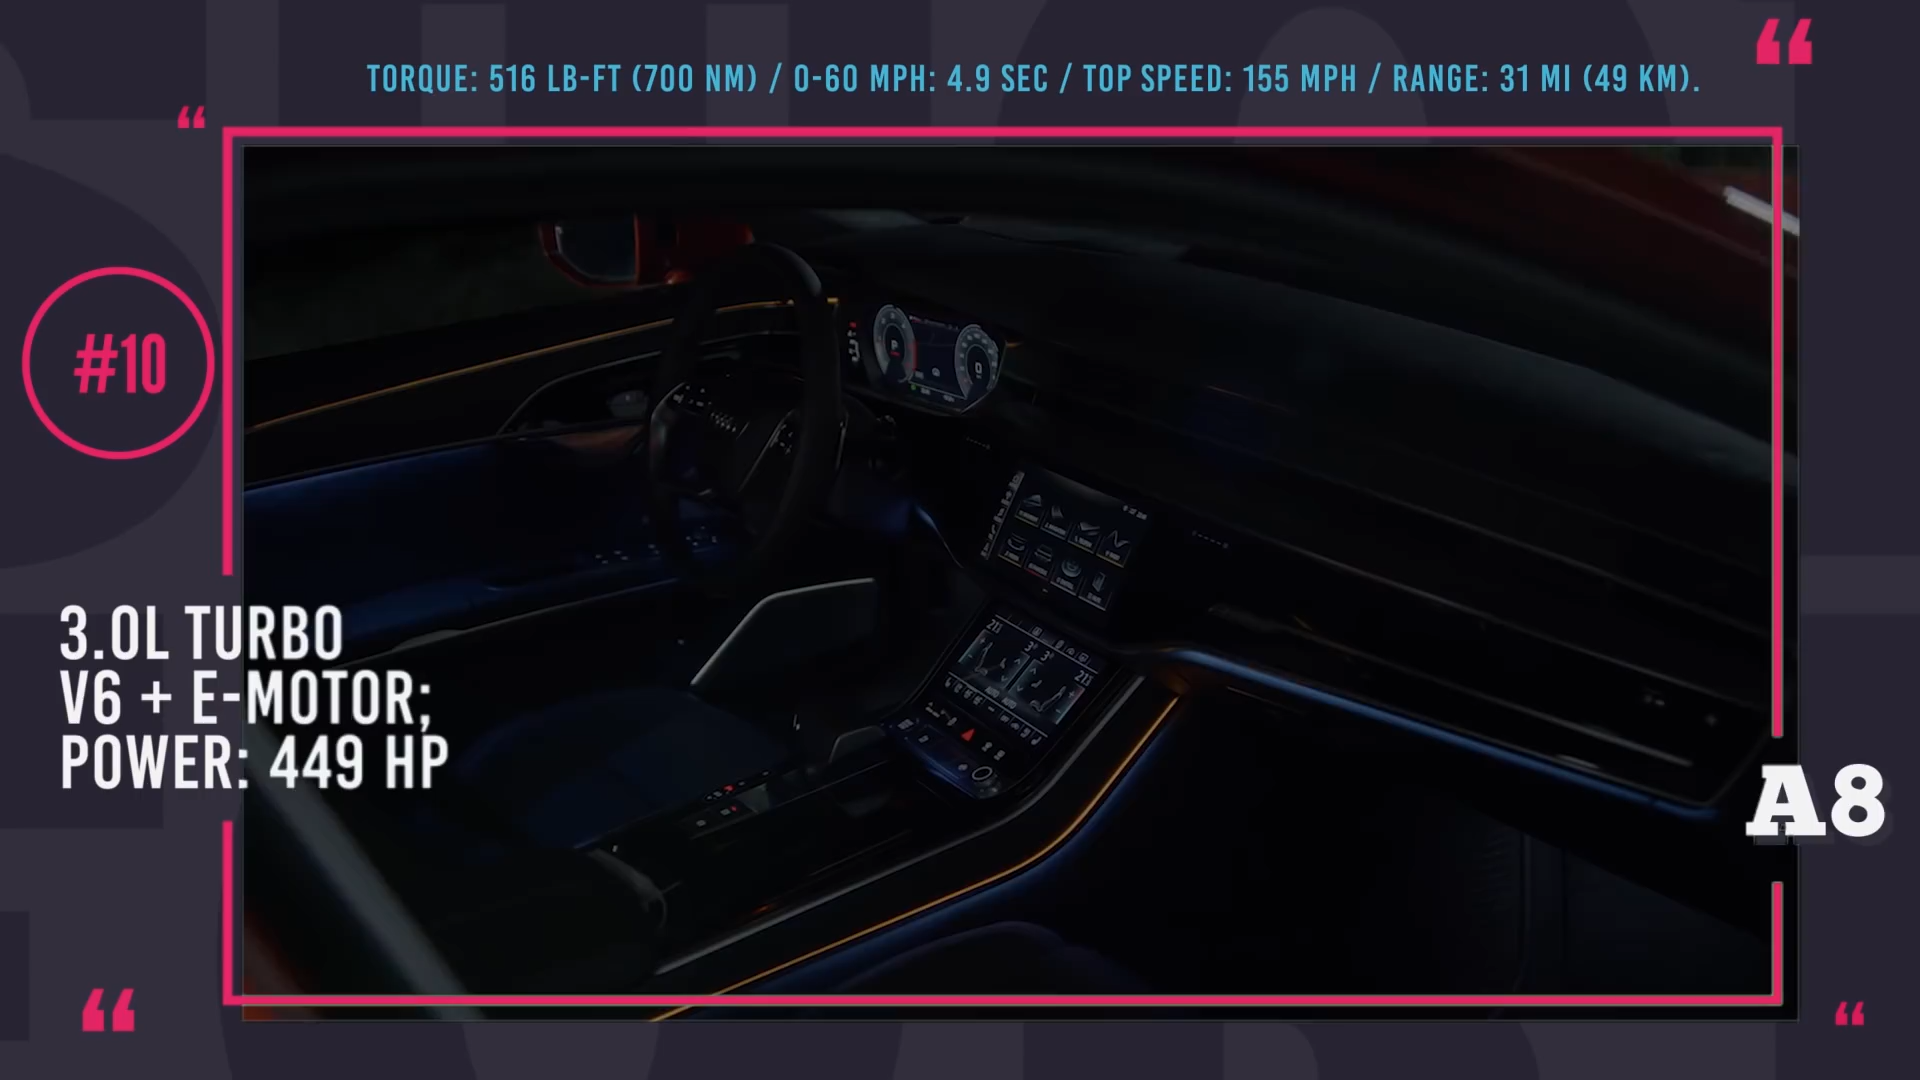 TORQUE: 516 LB-FT (700 NM) / 0-60 MPH: 4.9 SEC / TOP SPEED: 155 MPH / RANGE: 31 MI (49 KM).
#10
3.0L TURBO
V6 + E-MOTOR;
POWER: 449 HP
A8